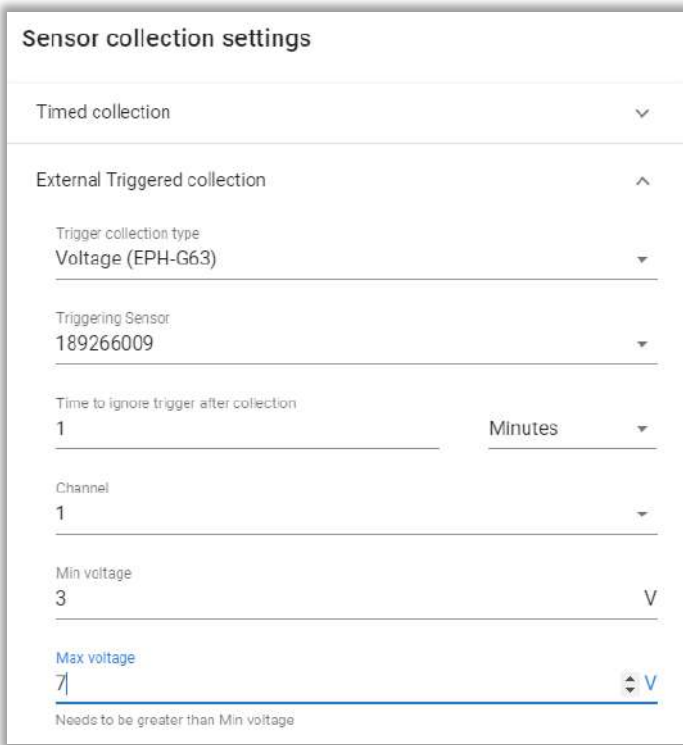 Sensor collection settings
Timed collection
External Triggered collection
Trigger collection type
Voltage (EPH-G63)
Triggering Sensor
189266009
Time to ignore trigger after collection
1 Minutes
Channel
1
Min voltage
3 V
Max voltage
7 V
Needs to be greater than Min voltage